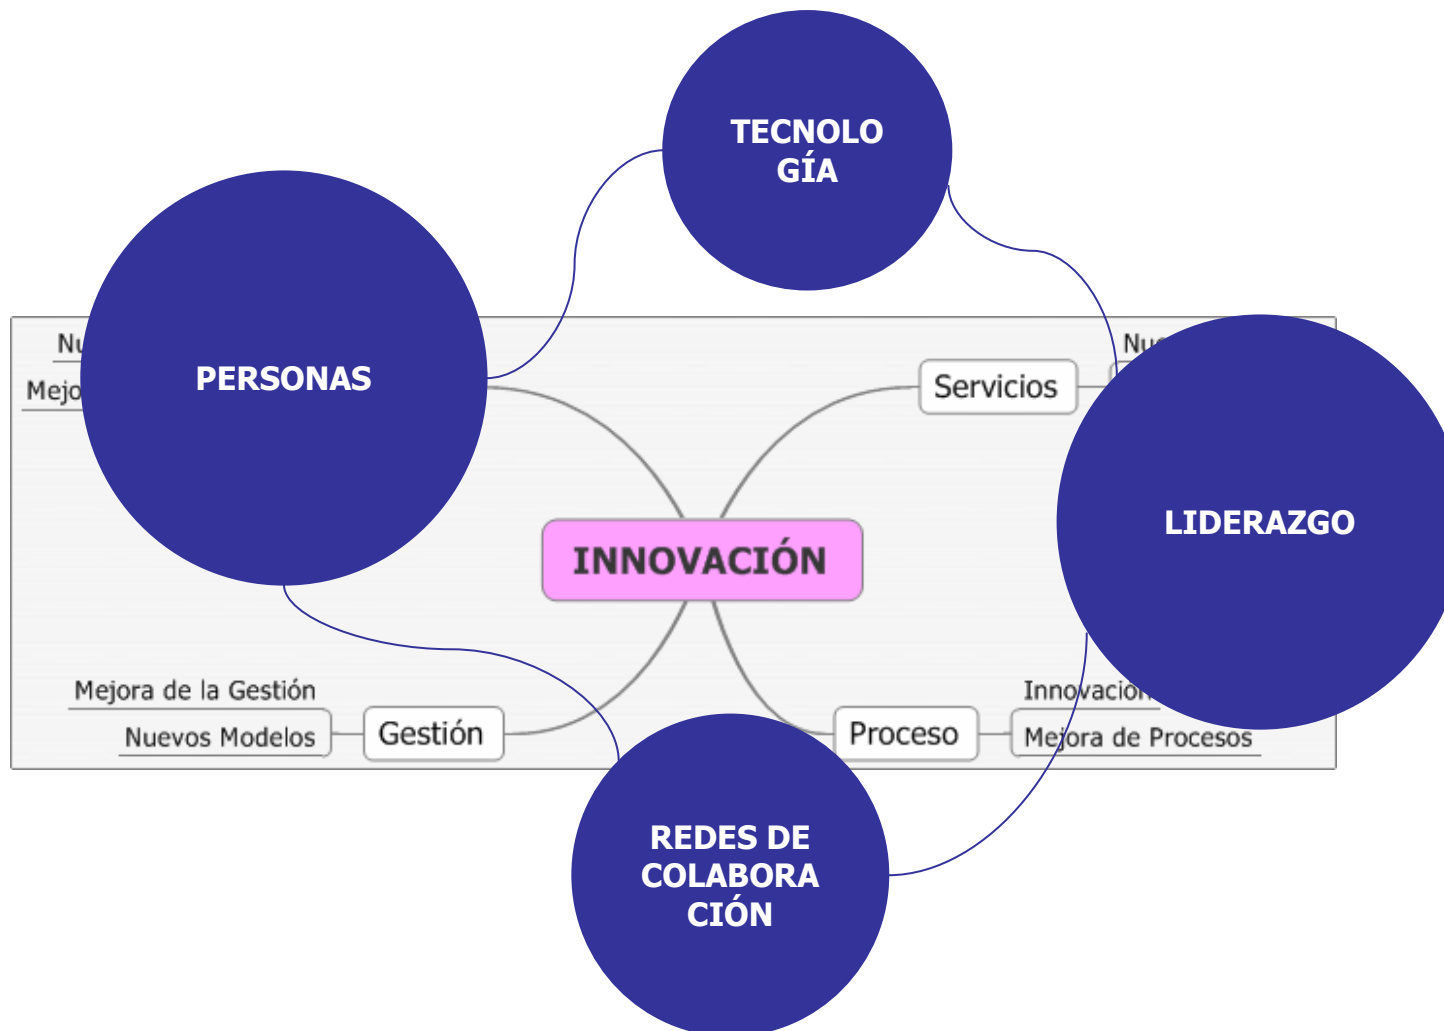 TECNOLO
GÍA
PERSONAS
Servicios
LIDERAZGO
INNOVACIÓN
Mejora de la Gestión
Nuevos Modelos
Gestión
Proceso
Innovación
Mejora de Procesos
REDES DE
COLABORA
CIÓN